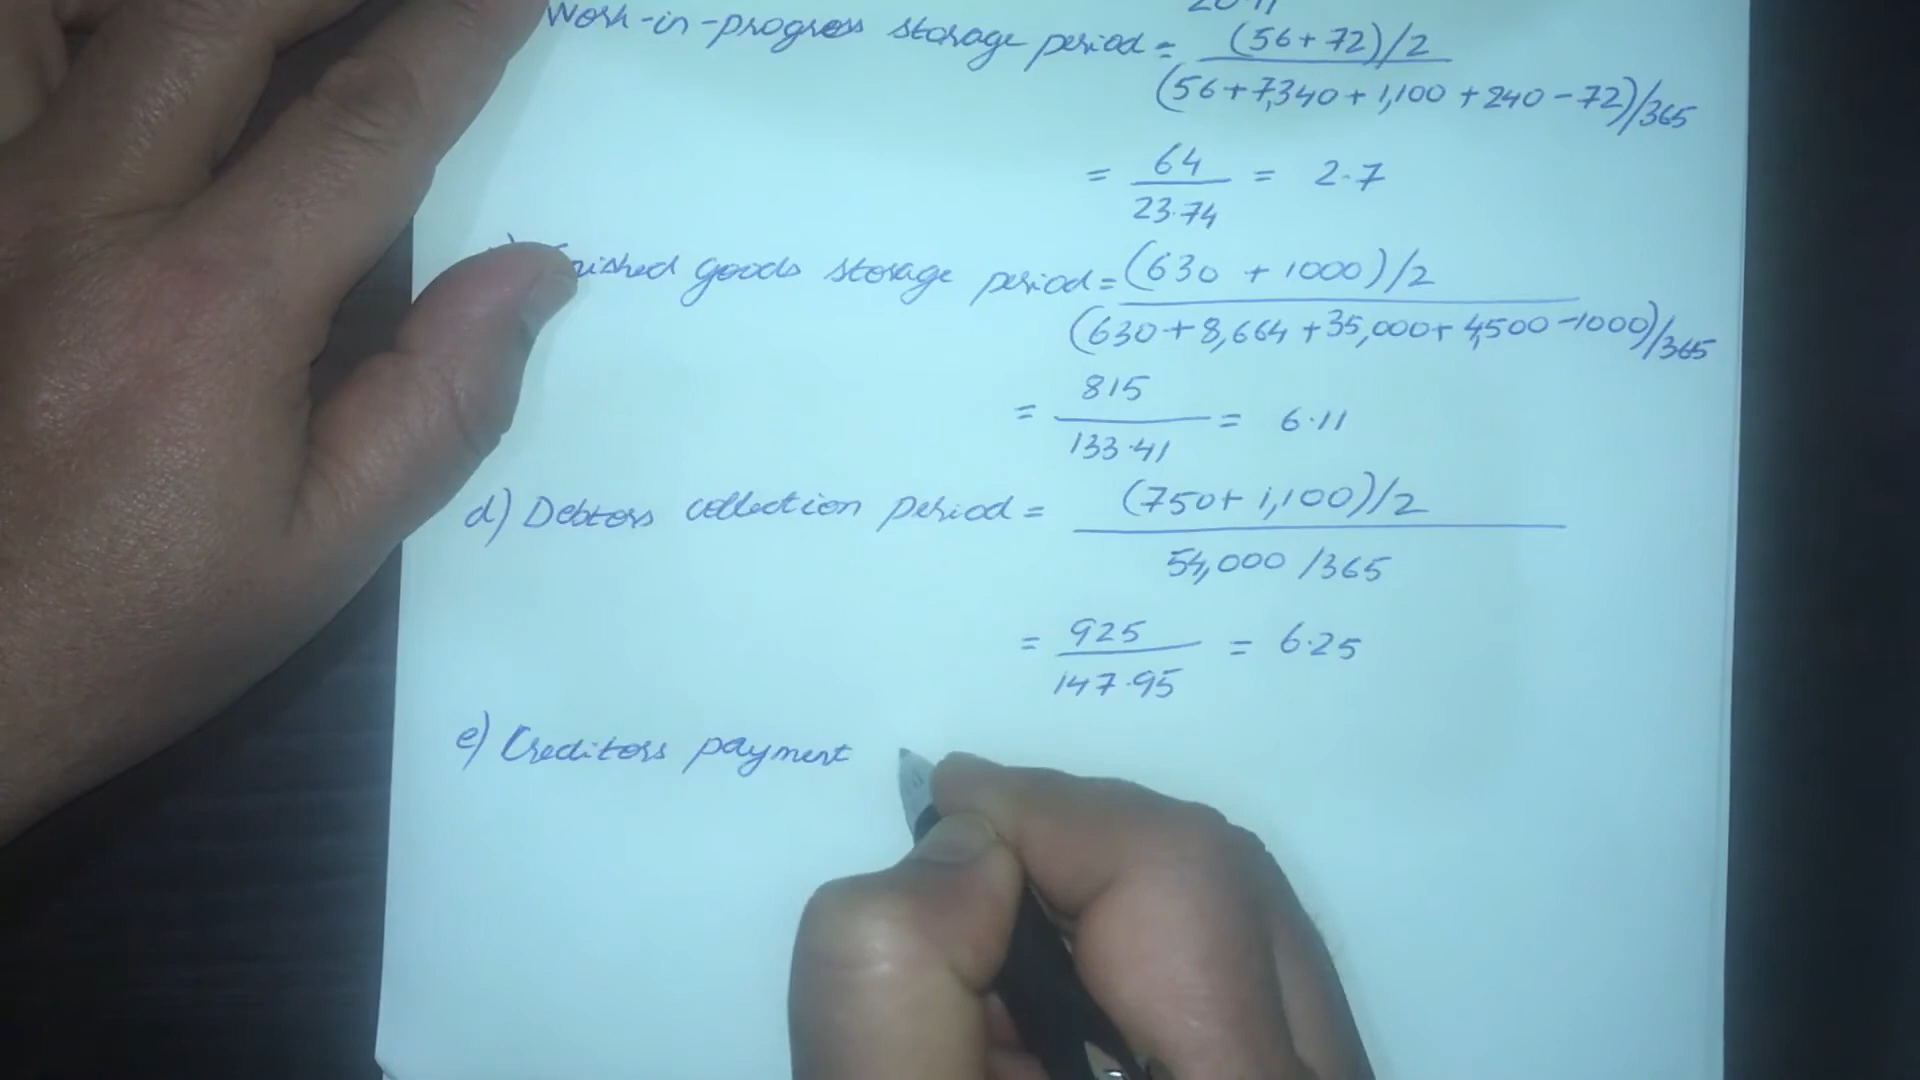 20.11
Work-in-progress storage period = (56+72)/2
(56+7,340+1,100+240-72)/365
= 64 = 2.7
23.74
goods storage period = (630 + 1000)/2
(630+8,664+35,000+4,500-1000)/365
= 815 = 6.11
133.41
d) Debtors collection period = (750+1,100)/2
54,000/365
= 925 = 6.25
147.95
e) Creditors payment